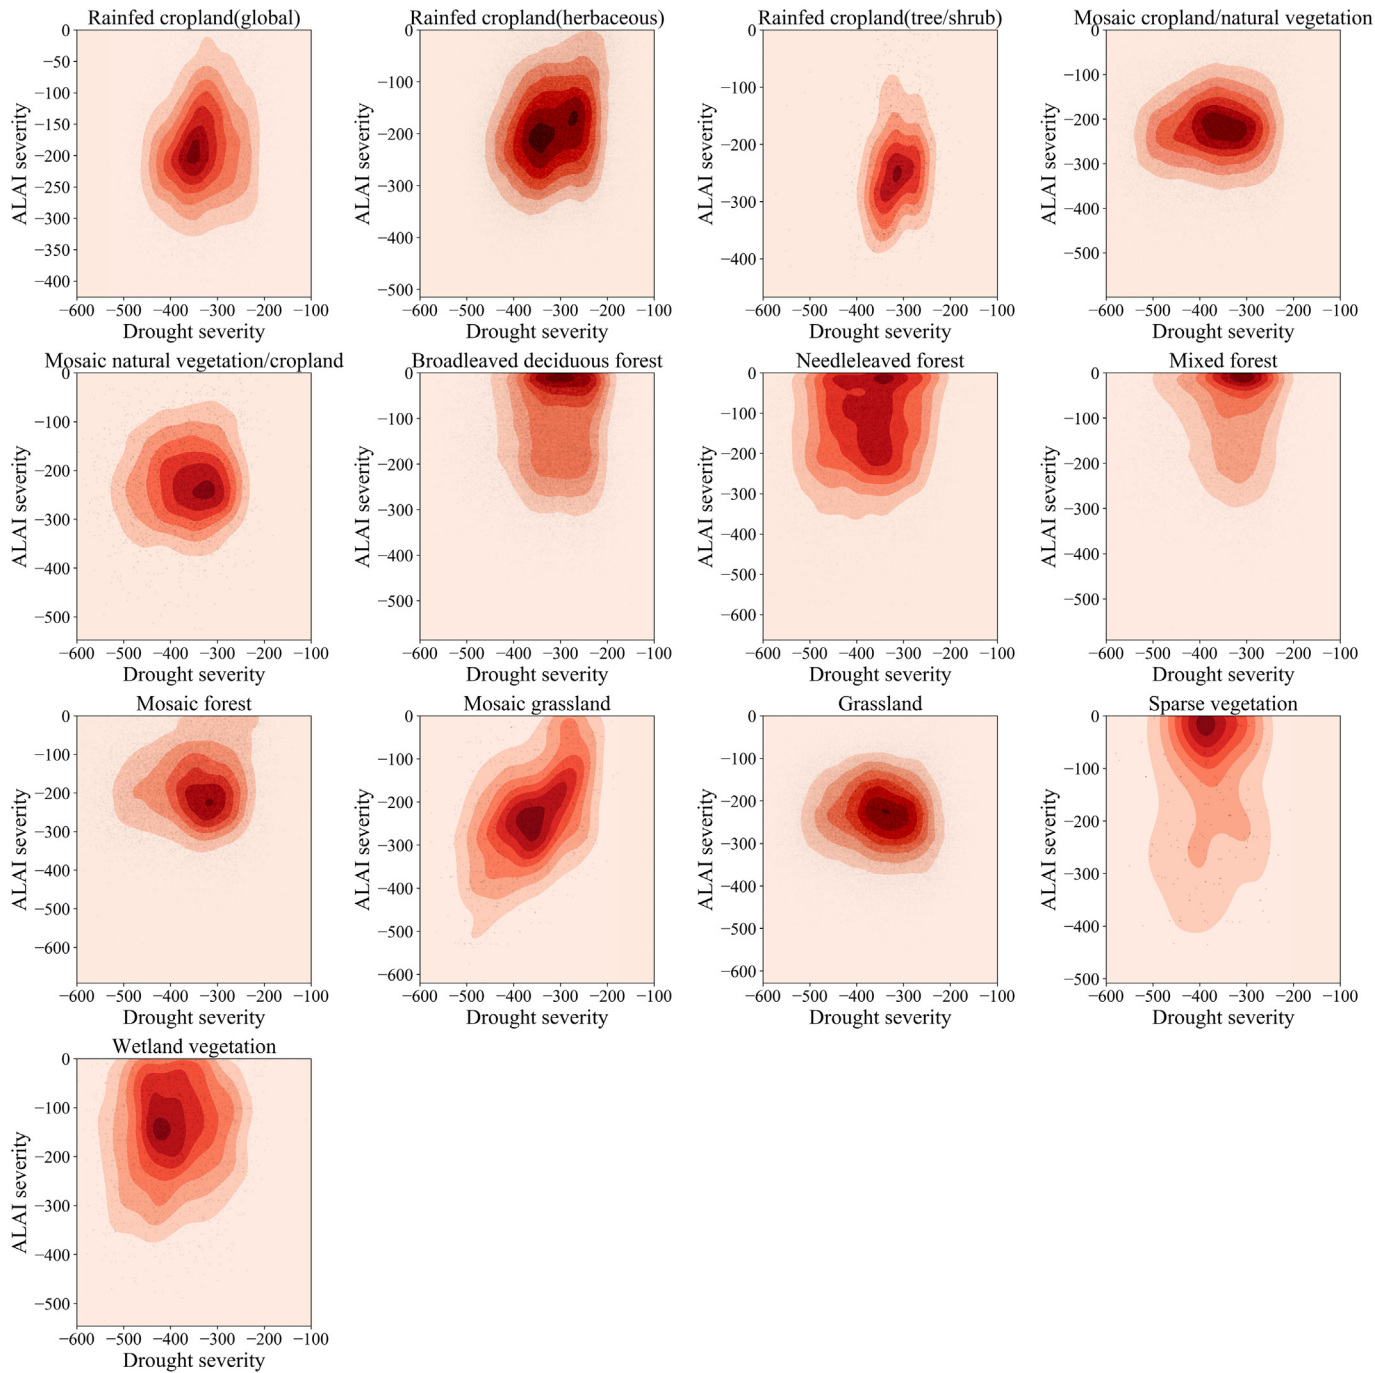 Rainfed cropland(global)
0
−50
−100
−150
−200
−250
−300
−350
−400
ALAI severity
−600 −500 −400 −300 −200 −100
Drought severity
Rainfed cropland(herbaceous)
0
−100
−200
−300
−400
−500
ALAI severity
−600 −500 −400 −300 −200 −100
Drought severity
Rainfed cropland(tree/shrub)
0
−100
−200
−300
−400
ALAI severity
−600 −500 −400 −300 −200 −100
Drought severity
Mosaic cropland/natural vegetation
0
−100
−200
−300
−400
−500
ALAI severity
−600 −500 −400 −300 −200 −100
Drought severity
Mosaic natural vegetation/cropland
0
−100
−200
−300
−400
−500
ALAI severity
−600 −500 −400 −300 −200 −100
Drought severity
Broadleaved deciduous forest
0
−100
−200
−300
−400
−500
ALAI severity
−600 −500 −400 −300 −200 −100
Drought severity
Needleleaved forest
0
−100
−200
−300
−400
−500
−600
ALAI severity
−600 −500 −400 −300 −200 −100
Drought severity
Mixed forest
0
−100
−200
−300
−400
−500
ALAI severity
−600 −500 −400 −300 −200 −100
Drought severity
Mosaic forest
0
−100
−200
−300
−400
−500
−600
ALAI severity
−600 −500 −400 −300 −200 −100
Drought severity
Mosaic grassland
0
−100
−200
−300
−400
−500
−600
ALAI severity
−600 −500 −400 −300 −200 −100
Drought severity
Grassland
0
−100
−200
−300
−400
−500
−600
ALAI severity
−600 −500 −400 −300 −200 −100
Drought severity
Sparse vegetation
0
−100
−200
−300
−400
−500
ALAI severity
−600 −500 −400 −300 −200 −100
Drought severity
Wetland vegetation
0
−100
−200
−300
−400
−500
ALAI severity
−600 −500 −400 −300 −200 −100
Drought severity